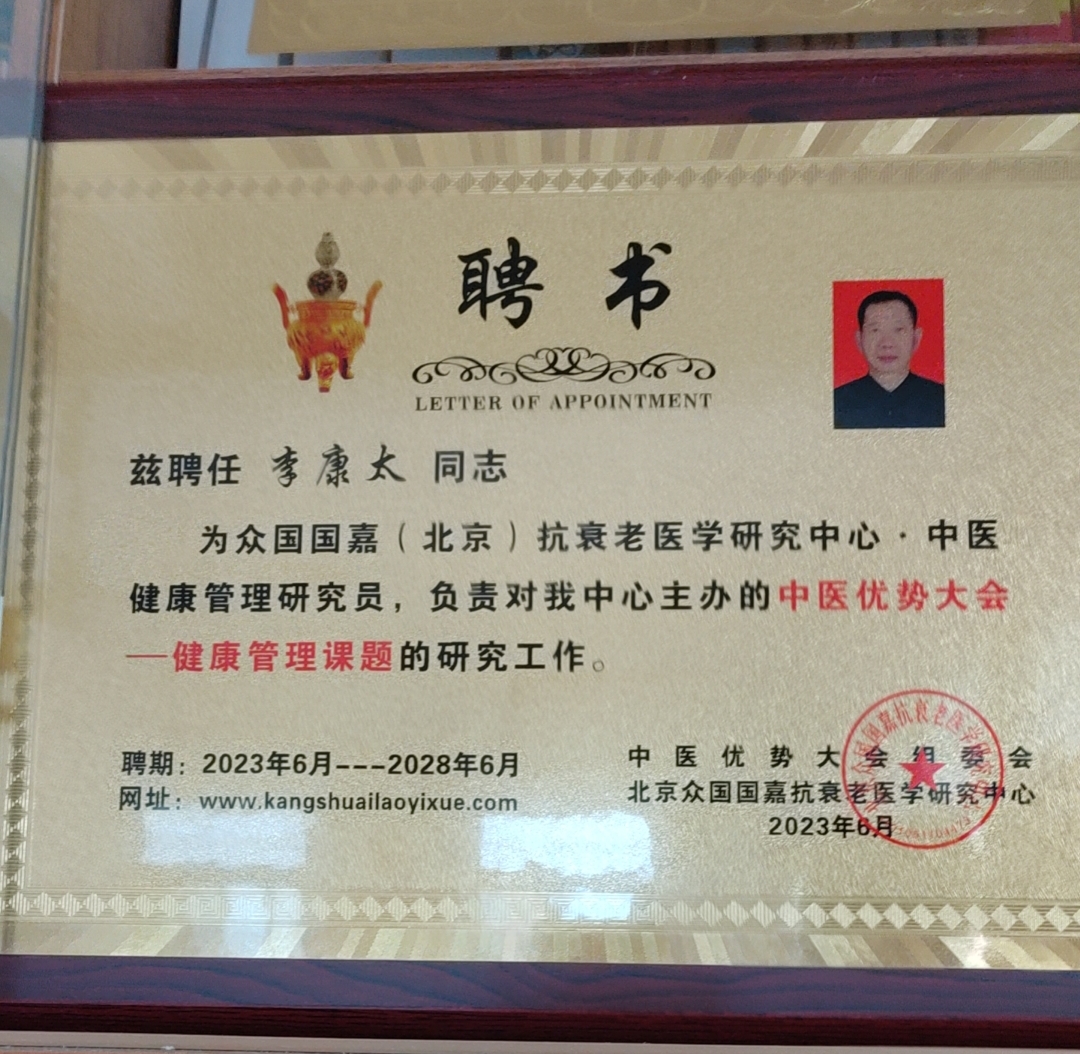 聘书
LETTER OF APPOINTMENT
兹聘任 李康太 同志
为众国国嘉（北京）抗衰老医学研究中心·中医
健康管理研究员，负责对我中心主办的中医优势大会
—健康管理课题的研究工作。
聘期：2023年6月---2028年6月
网址：www.kangshuailaoyixue.com
中医优势大会组委会
北京众国国嘉抗衰老医学研究中心
2023年6月